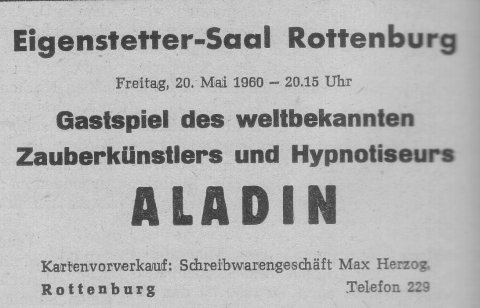 Eigenstetter-Saal Rottenburg
Freitag, 20. Mai 1960 – 20.15 Uhr
Gastspiel des weltbekannten
Zauberkünstlers und Hypnotiseurs
ALADIN
Kartenvorverkauf: Schreibwarengeschäft Max Herzog,
Rottenburg Telefon 229